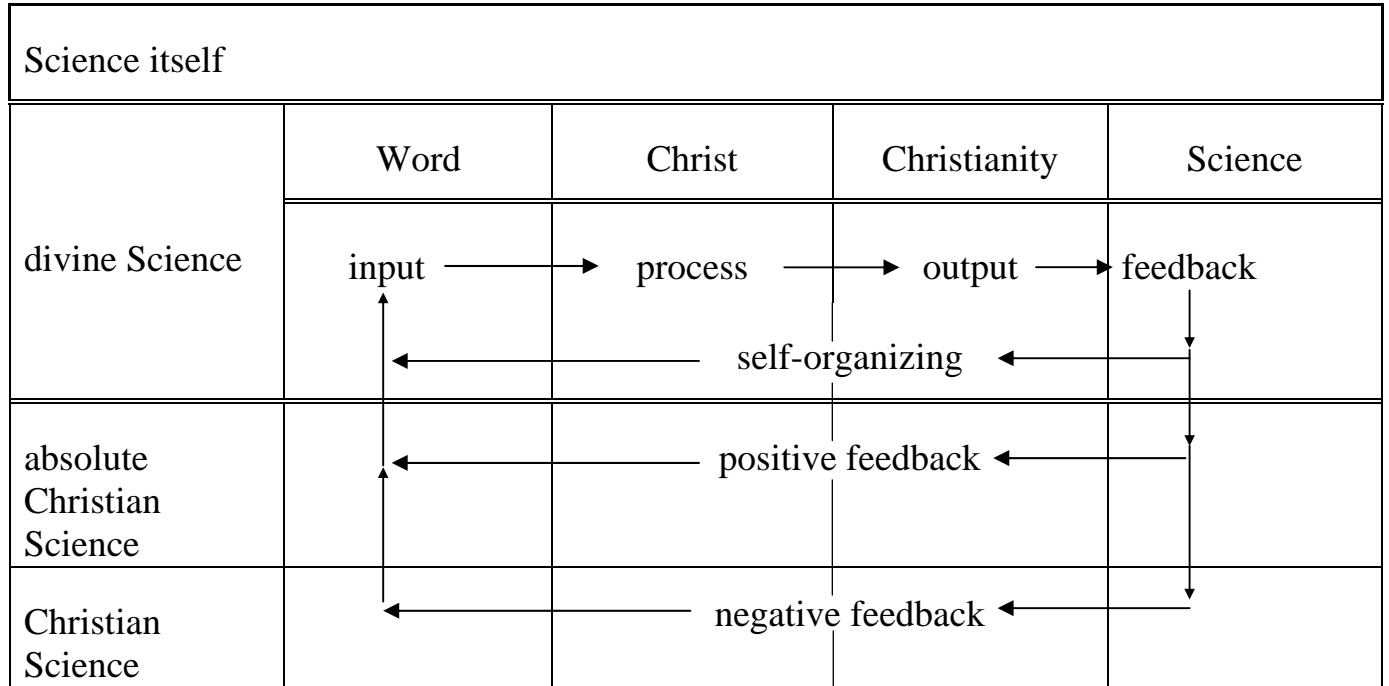 Science itself
Word Christ Christianity Science
divine Science input process output feedback
self-organizing
absolute
Christian
Science
positive feedback
Christian
Science
negative feedback